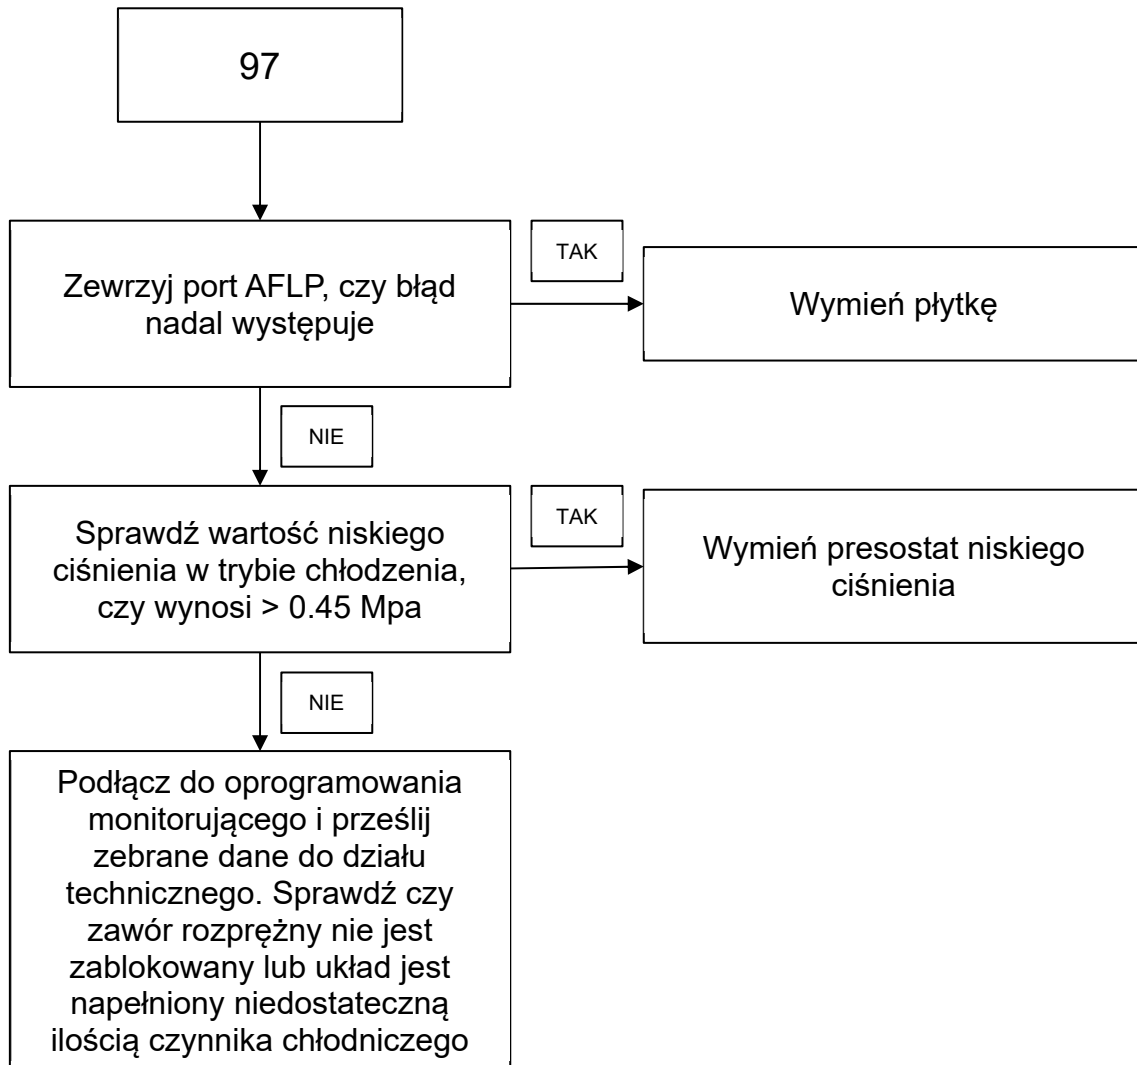 97
Zewrzyj port AFLP, czy błąd
nadal występuje
TAK
Wymień płytkę
NIE
Sprawdź wartość niskiego
ciśnienia w trybie chłodzenia,
czy wynosi > 0.45 Mpa
TAK
Wymień presostat niskiego
ciśnienia
NIE
Podłącz do oprogramowania
monitorującego i prześlij
zebrane dane do działu
technicznego. Sprawdź czy
zawór rozprężny nie jest
zablokowany lub układ jest
napełniony niedostateczną
ilością czynnika chłodniczego